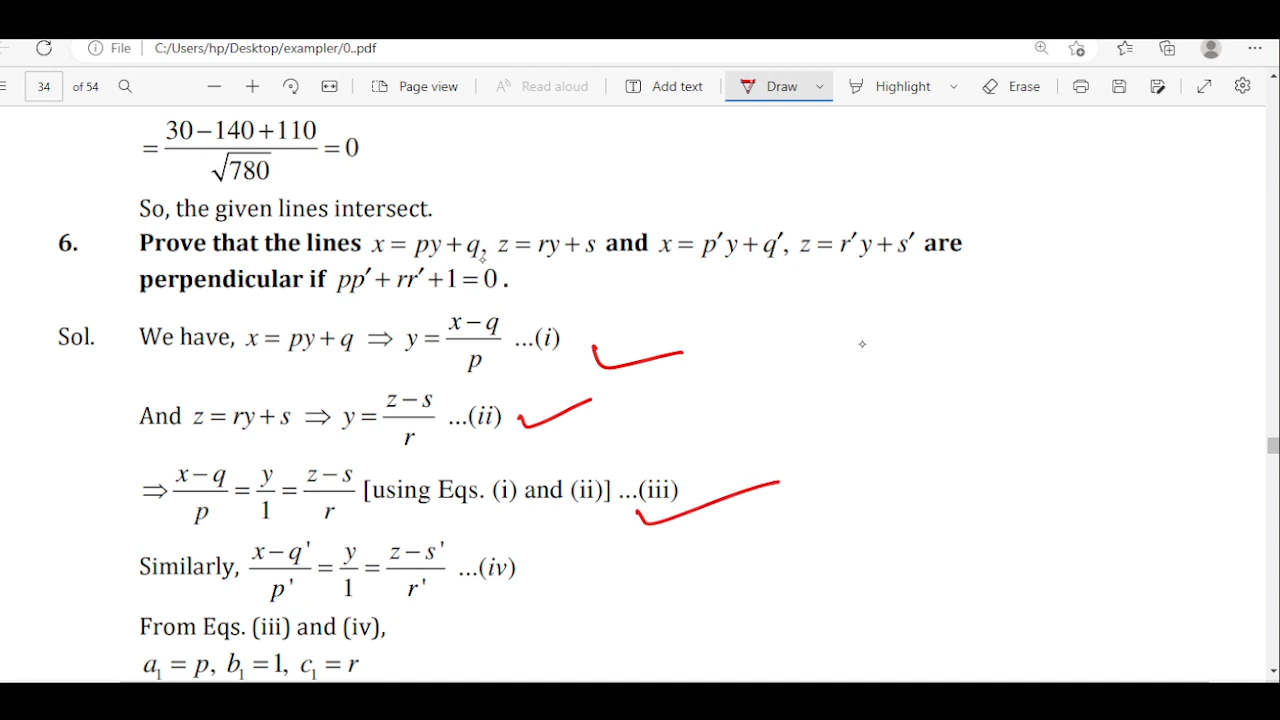 File C:/Users/hp/Desktop/exampler/0..pdf
34 of 54 Page view Read aloud Add text Draw Highlight Erase
= (30−140+110)/√780 = 0
So, the given lines intersect.
6. Prove that the lines x = py + q, z = ry + s and x = p′y + q′, z = r′y + s′ are
perpendicular if pp′ + rr′ + 1 = 0.
Sol. We have, x = py + q ⇒ y = (x − q)/p ...(i)
And z = ry + s ⇒ y = (z − s)/r ...(ii)
⇒ (x − q)/p = y/1 = (z − s)/r [using Eqs. (i) and (ii)] ...(iii)
Similarly, (x − q')/p' = y/1 = (z − s')/r' ...(iv)
From Eqs. (iii) and (iv),
a₁ = p, b₁ = 1, c₁ = r